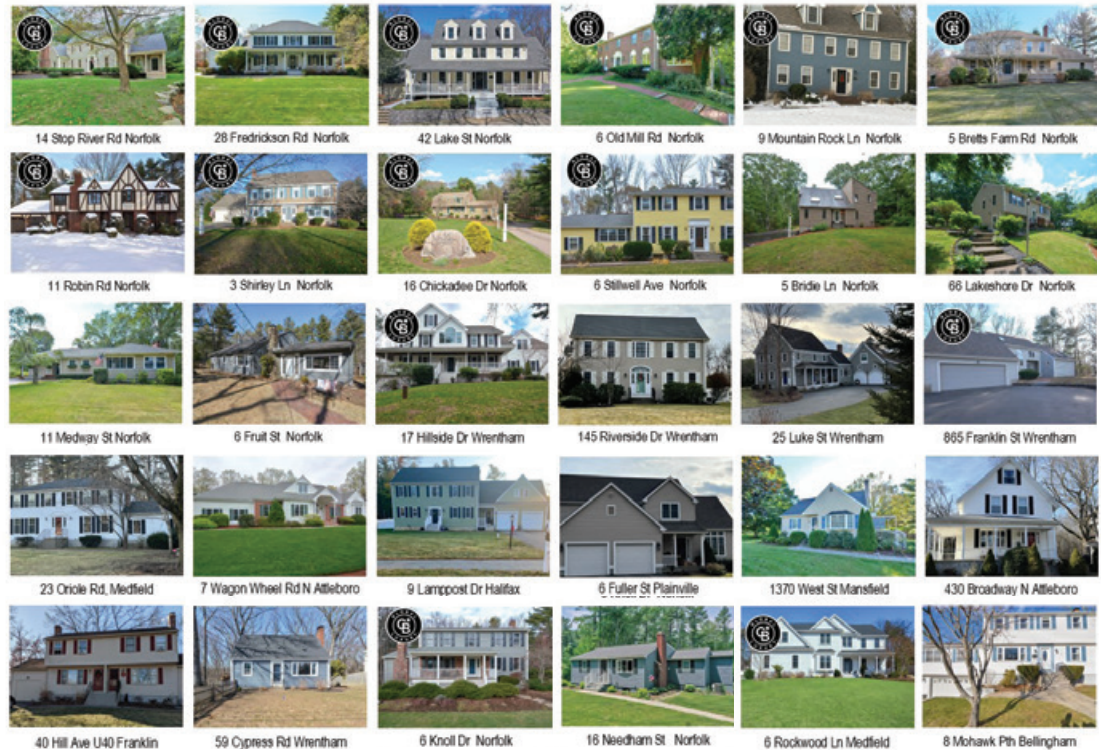 14 Stop River Rd Norfolk
28 Fredrickson Rd Norfolk
42 Lake St Norfolk
6 Old Mill Rd Norfolk
9 Mountain Rock Ln Norfolk
5 Bretts Farm Rd Norfolk
11 Robin Rd Norfolk
3 Shirley Ln Norfolk
16 Chickadee Dr Norfolk
6 Stillwell Ave Norfolk
5 Bridie Ln Norfolk
66 Lakeshore Dr Norfolk
11 Medway St Norfolk
6 Fruit St Norfolk
17 Hillside Dr Wrentham
145 Riverside Dr Wrentham
25 Luke St Wrentham
865 Franklin St Wrentham
23 Oriole Rd, Medfield
7 Wagon Wheel Rd N Attleboro
9 Lamppost Dr Halifax
6 Fuller St Plainville
1370 West St Mansfield
430 Broadway N Attleboro
40 Hill Ave U40 Franklin
59 Cypress Rd Wrentham
6 Knoll Dr Norfolk
16 Needham St Norfolk
6 Rockwood Ln Medfield
8 Mohawk Pth Bellingham